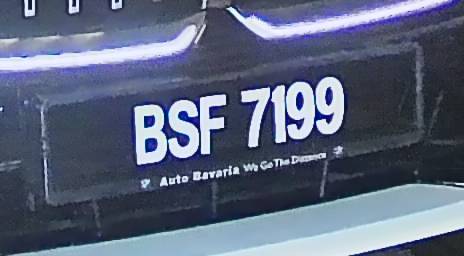 BSF 7199
Auto Bavaria We Go The Distance